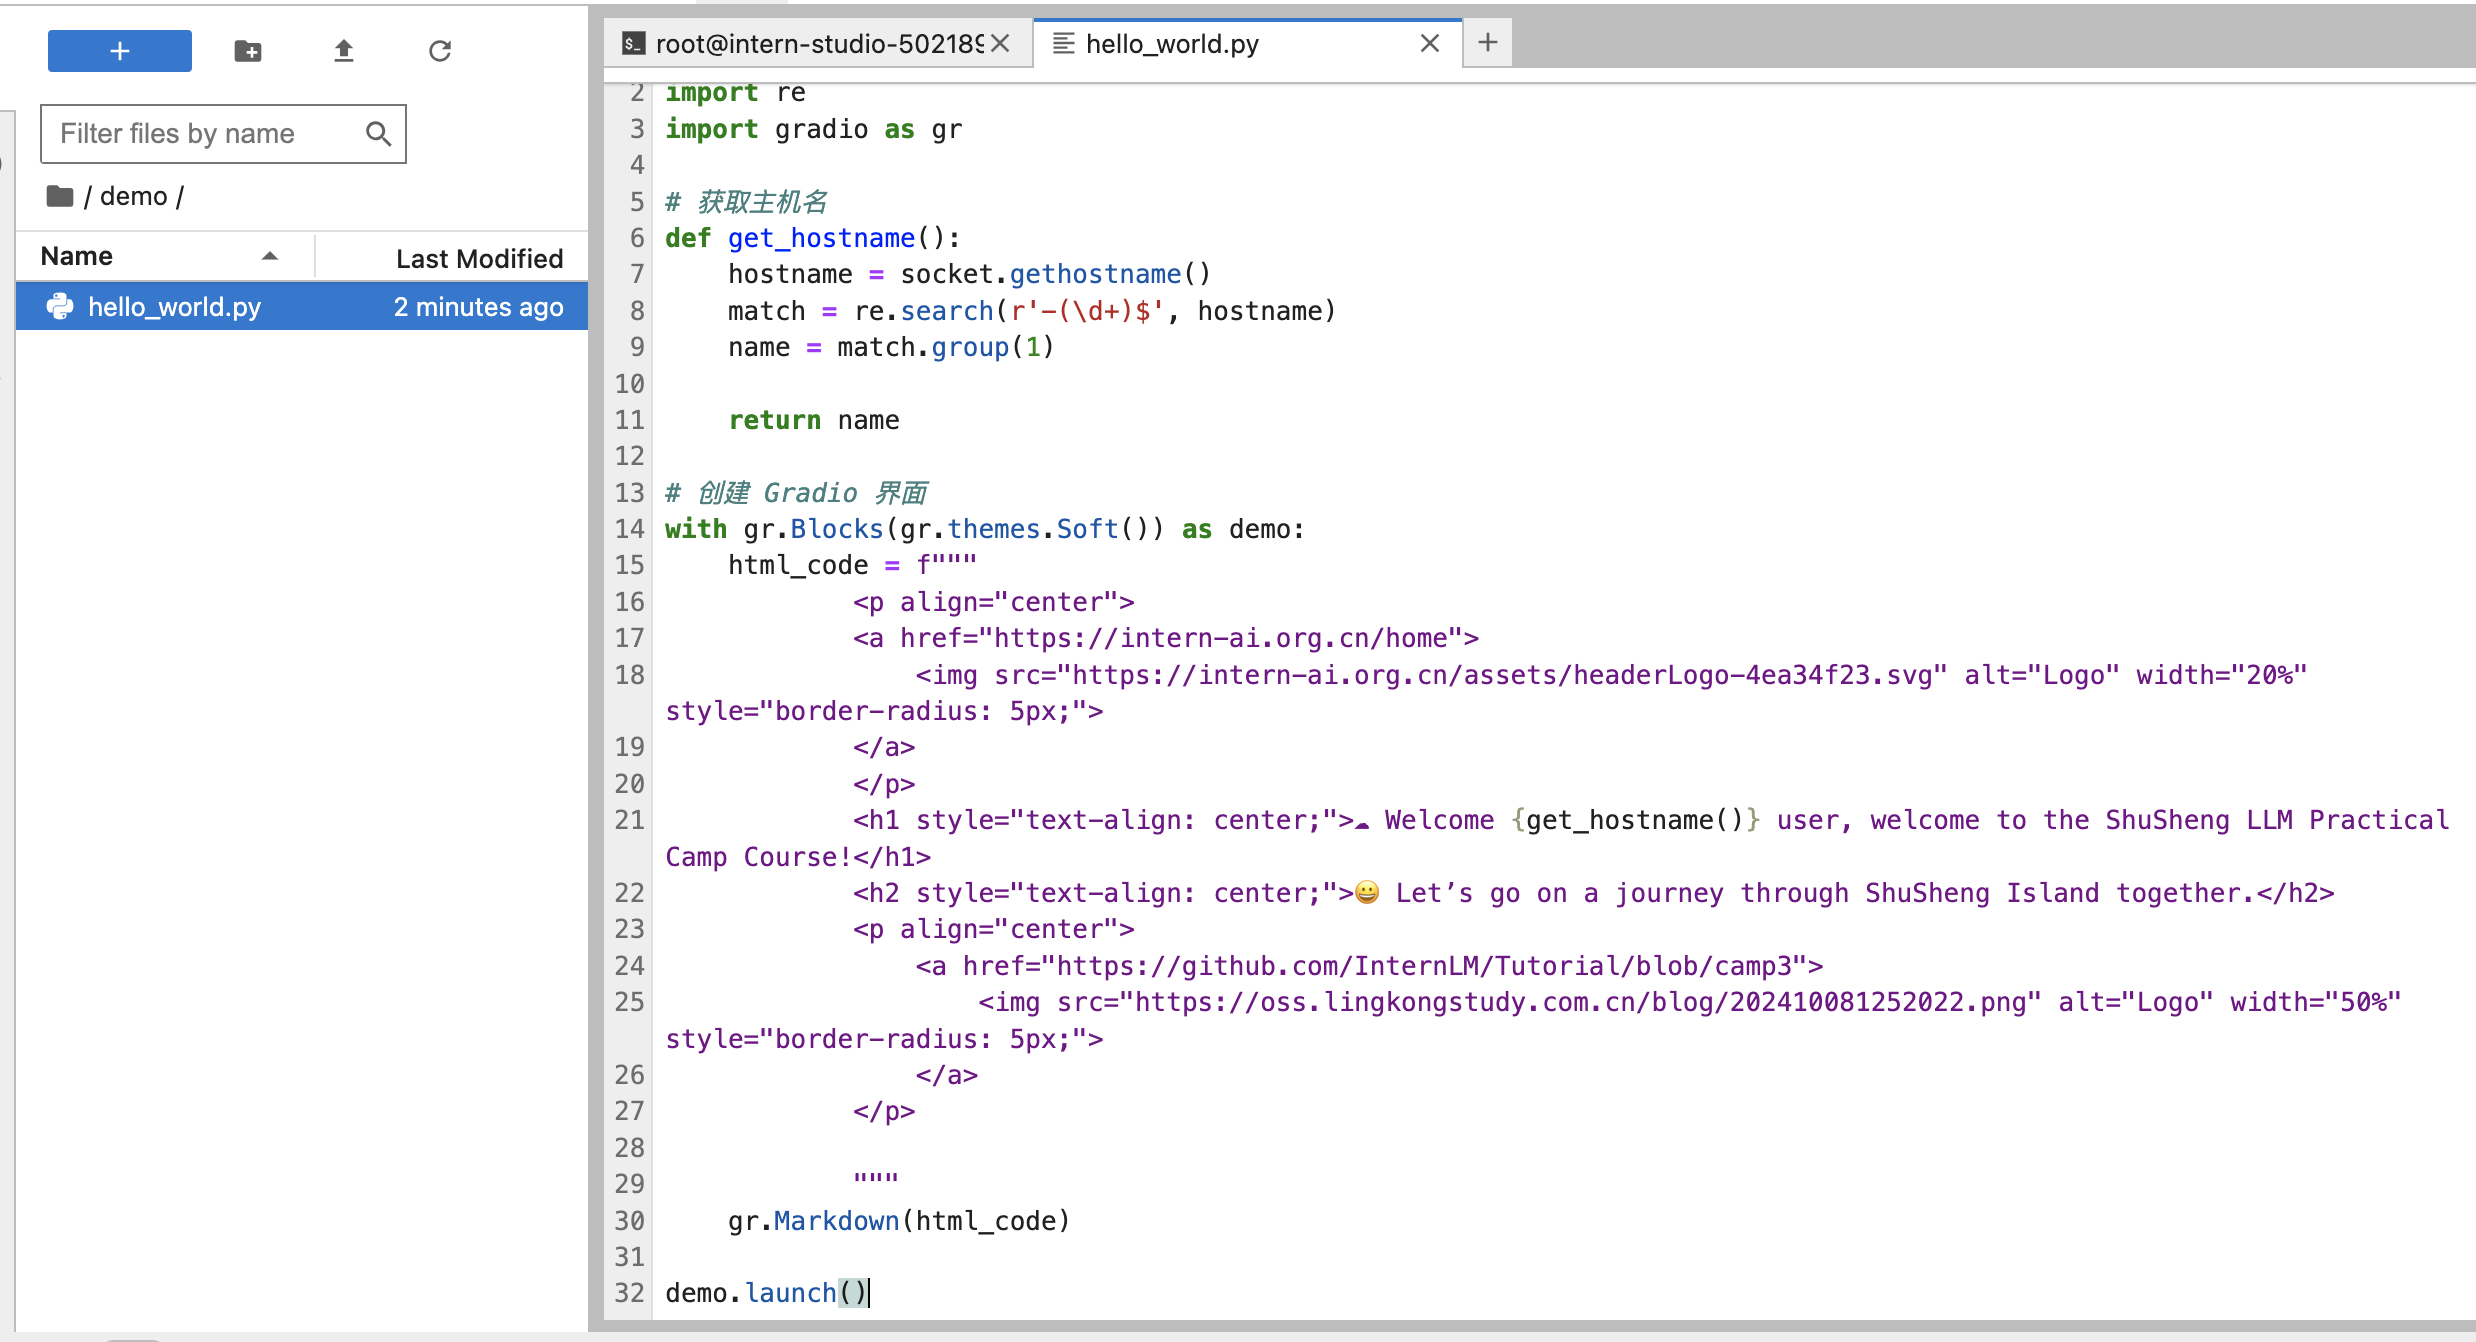 +
Filter files by name
/ demo /
Name
Last Modified
hello_world.py
2 minutes ago
root@intern-studio-502189
hello_world.py
2 import re
3 import gradio as gr
4
5 # 获取主机名
6 def get_hostname():
7     hostname = socket.gethostname()
8     match = re.search(r'-(\d+)$', hostname)
9     name = match.group(1)
10
11     return name
12
13 # 创建 Gradio 界面
14 with gr.Blocks(gr.themes.Soft()) as demo:
15     html_code = f"""
16             <p align="center">
17             <a href="https://intern-ai.org.cn/home">
18                 <img src="https://intern-ai.org.cn/assets/headerLogo-4ea34f23.svg" alt="Logo" width="20%"
style="border-radius: 5px;">
19             </a>
20             </p>
21             <h1 style="text-align: center;">☁️ Welcome {get_hostname()} user, welcome to the ShuSheng LLM Practical
Camp Course!</h1>
22             <h2 style="text-align: center;">😀 Let’s go on a journey through ShuSheng Island together.</h2>
23             <p align="center">
24                 <a href="https://github.com/InternLM/Tutorial/blob/camp3">
25                     <img src="https://oss.lingkongstudy.com.cn/blog/202410081252022.png" alt="Logo" width="50%"
style="border-radius: 5px;">
26                 </a>
27             </p>
28
29             """
30     gr.Markdown(html_code)
31
32 demo.launch()